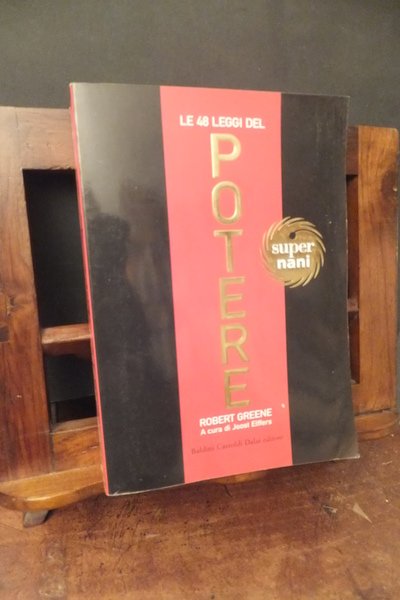 LE 48 LEGGI DEL
POTERE
super
nani
ROBERT GREENE
A cura di Joost Elffers
Baldini Castoldi Dalai editore